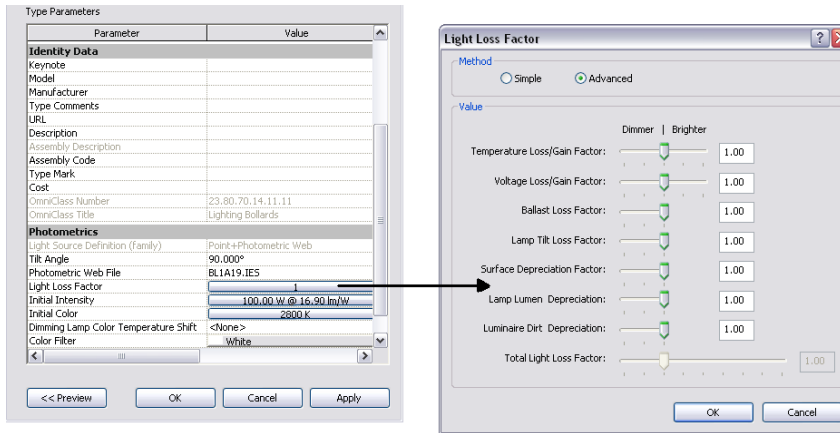 Type Parameters
Parameter Value
Identity Data
Keynote
Model
Manufacturer
Type Comments
URL
Description
Assembly Description
Assembly Code
Type Mark
Cost
OmniClass Number 23.80.70.14.11.11
OmniClass Title Lighting Bollards
Photometrics
Light Source Definition (family) Point+Photometric Web
Tilt Angle 90.000°
Photometric Web File BL1A19.IES
Light Loss Factor 1
Initial Intensity 100.00 W @ 16.90 lm/W
Initial Color 2800 K
Dimming Lamp Color Temperature Shift <None>
Color Filter White
<< Preview OK Cancel Apply
Light Loss Factor
Method
Simple Advanced
Value
Dimmer | Brighter
Temperature Loss/Gain Factor: 1.00
Voltage Loss/Gain Factor: 1.00
Ballast Loss Factor: 1.00
Lamp Tilt Loss Factor: 1.00
Surface Depreciation Factor: 1.00
Lamp Lumen Depreciation: 1.00
Luminaire Dirt Depreciation: 1.00
Total Light Loss Factor: 1.00
OK Cancel